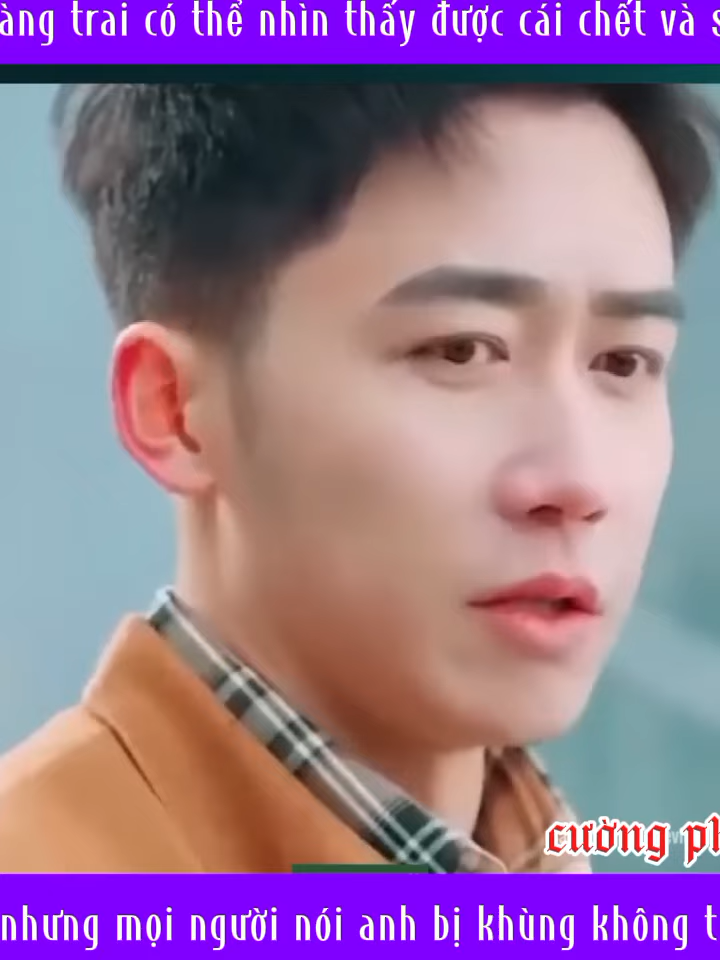 àng trai có thể nhìn thấy được cái chết và s
cường ph
nhưng mọi người nói anh bị khùng không t